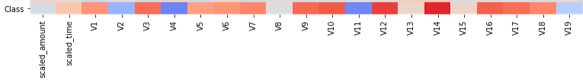 Class
scaled_amount
scaled_time
V1
V2
V3
V4
V5
V6
V7
V8
V9
V10
V11
V12
V13
V14
V15
V16
V17
V18
V19